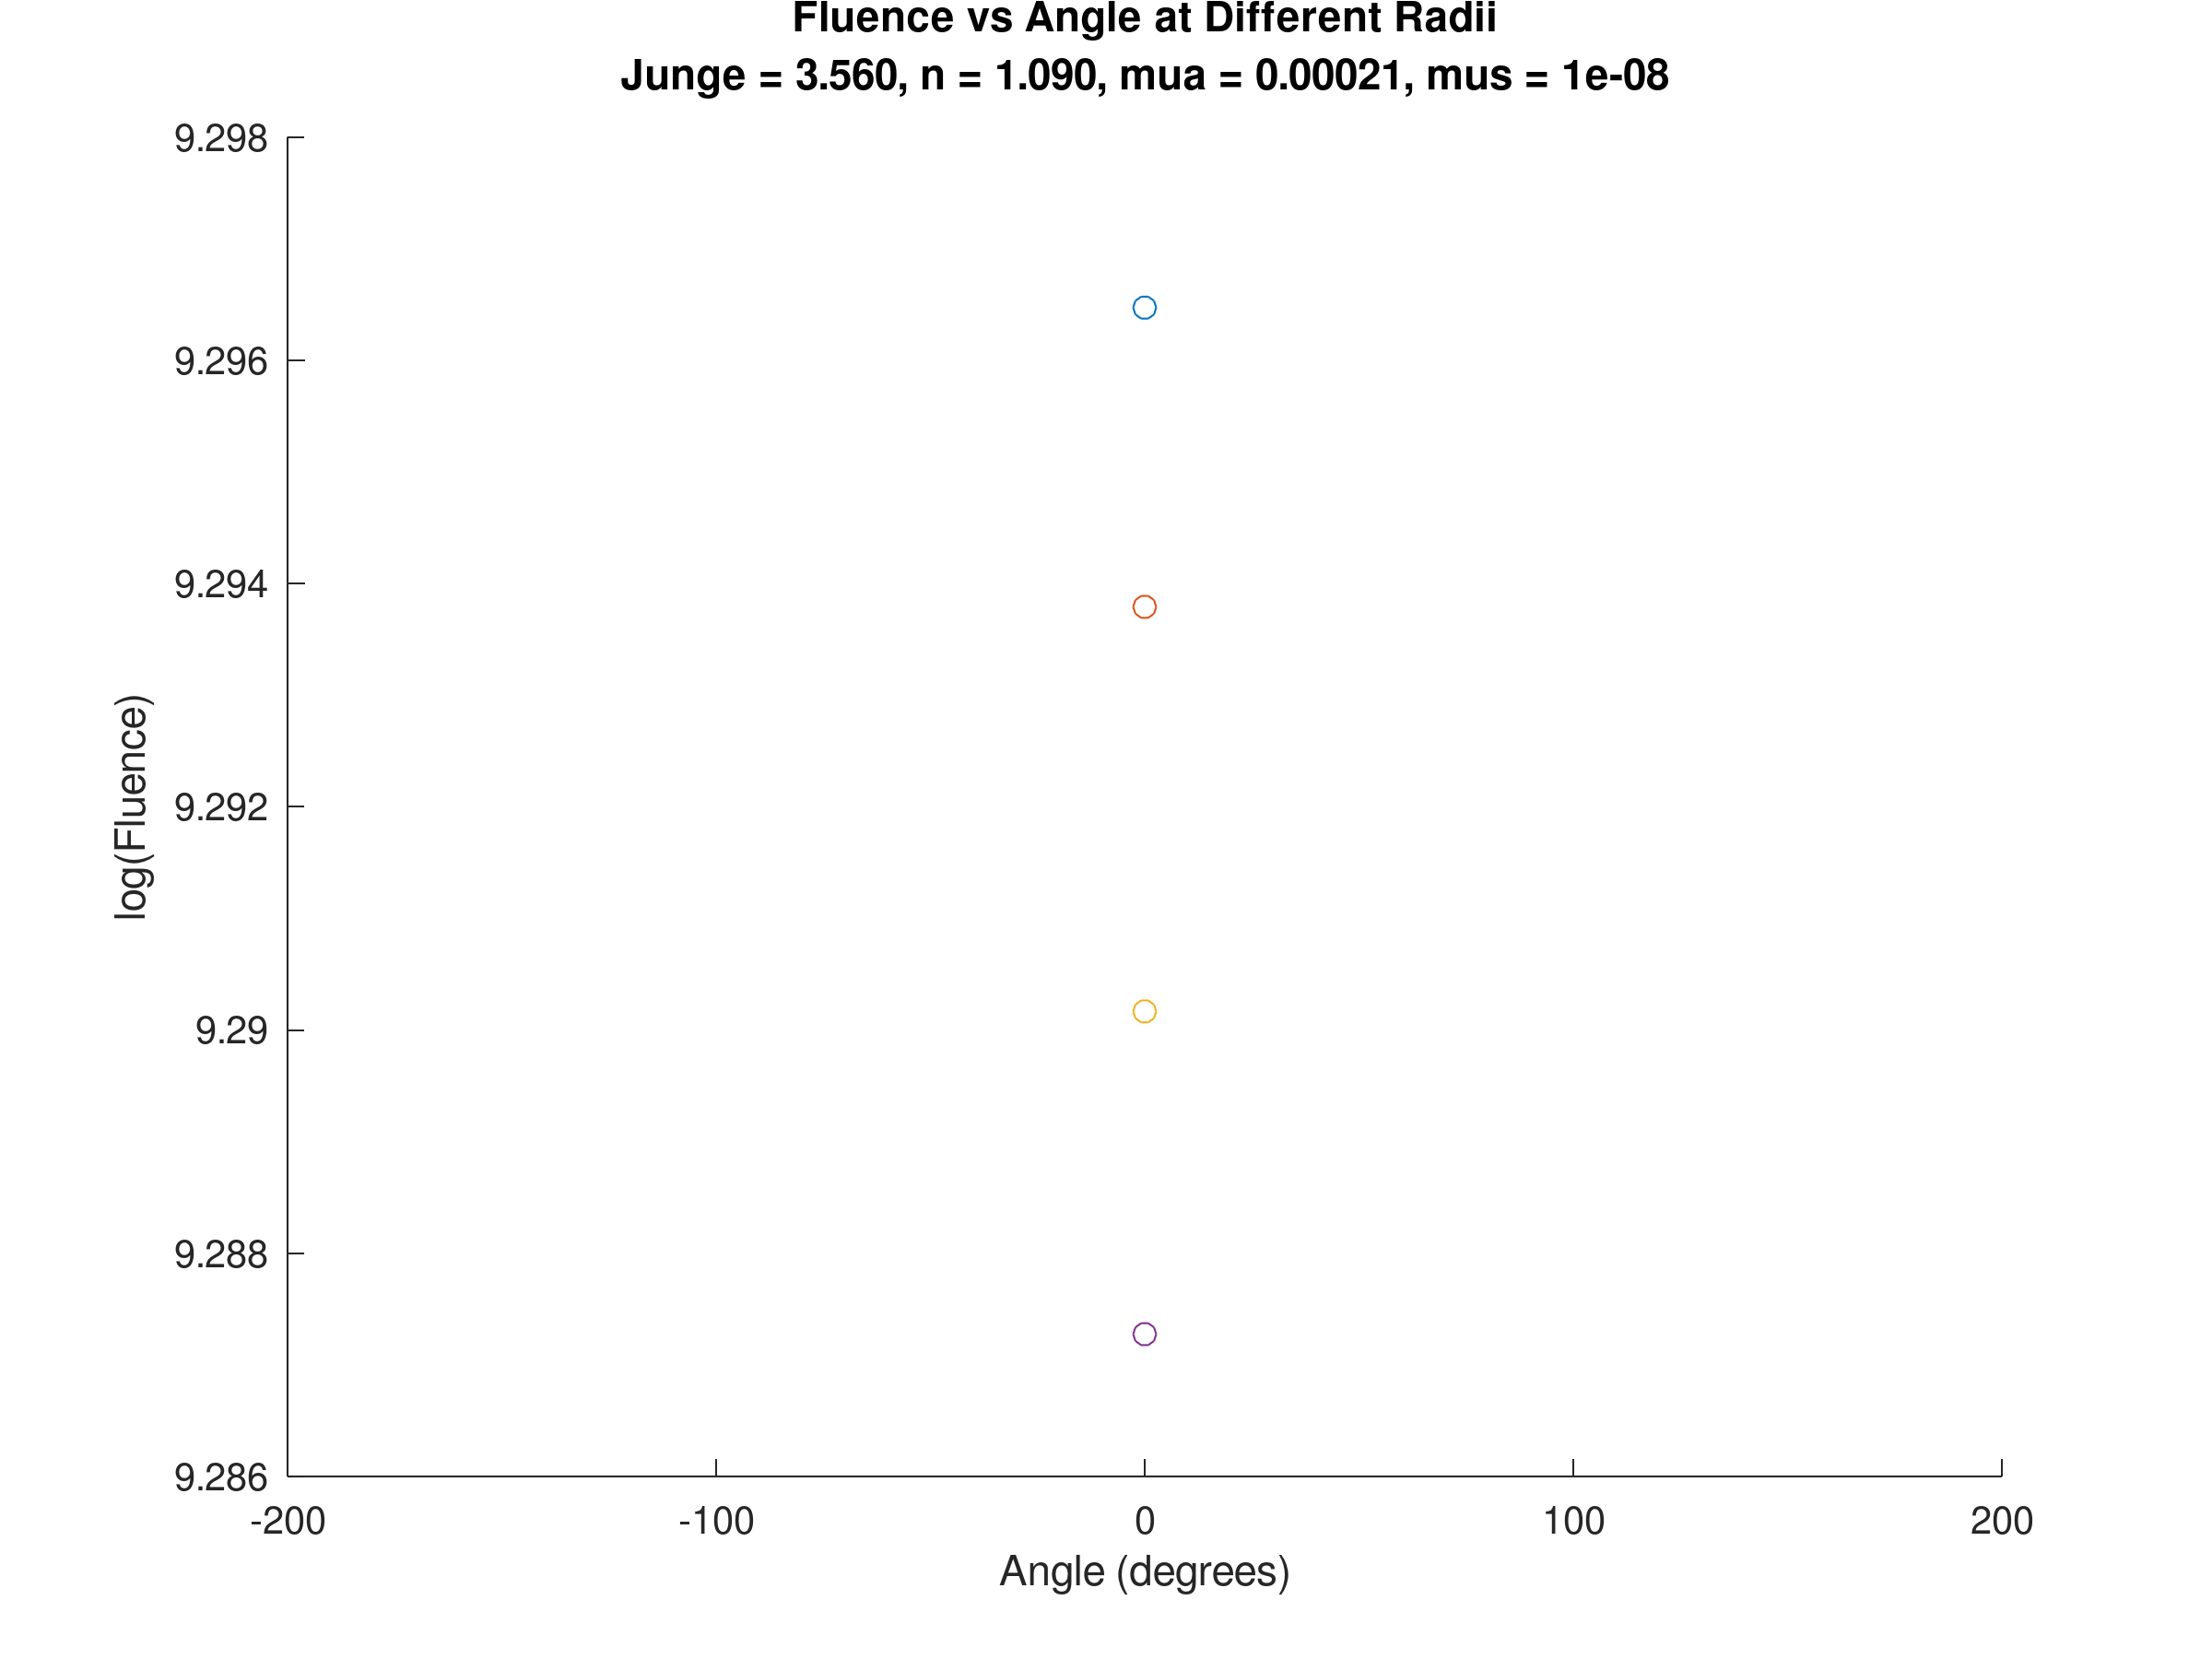 Fluence vs Angle at Different Radii
Junge = 3.560, n = 1.090, mua = 0.00021, mus = 1e-08
9.298
9.296
9.294
9.292
9.29
9.288
9.286
log(Fluence)
-200 -100 0 100 200
Angle (degrees)